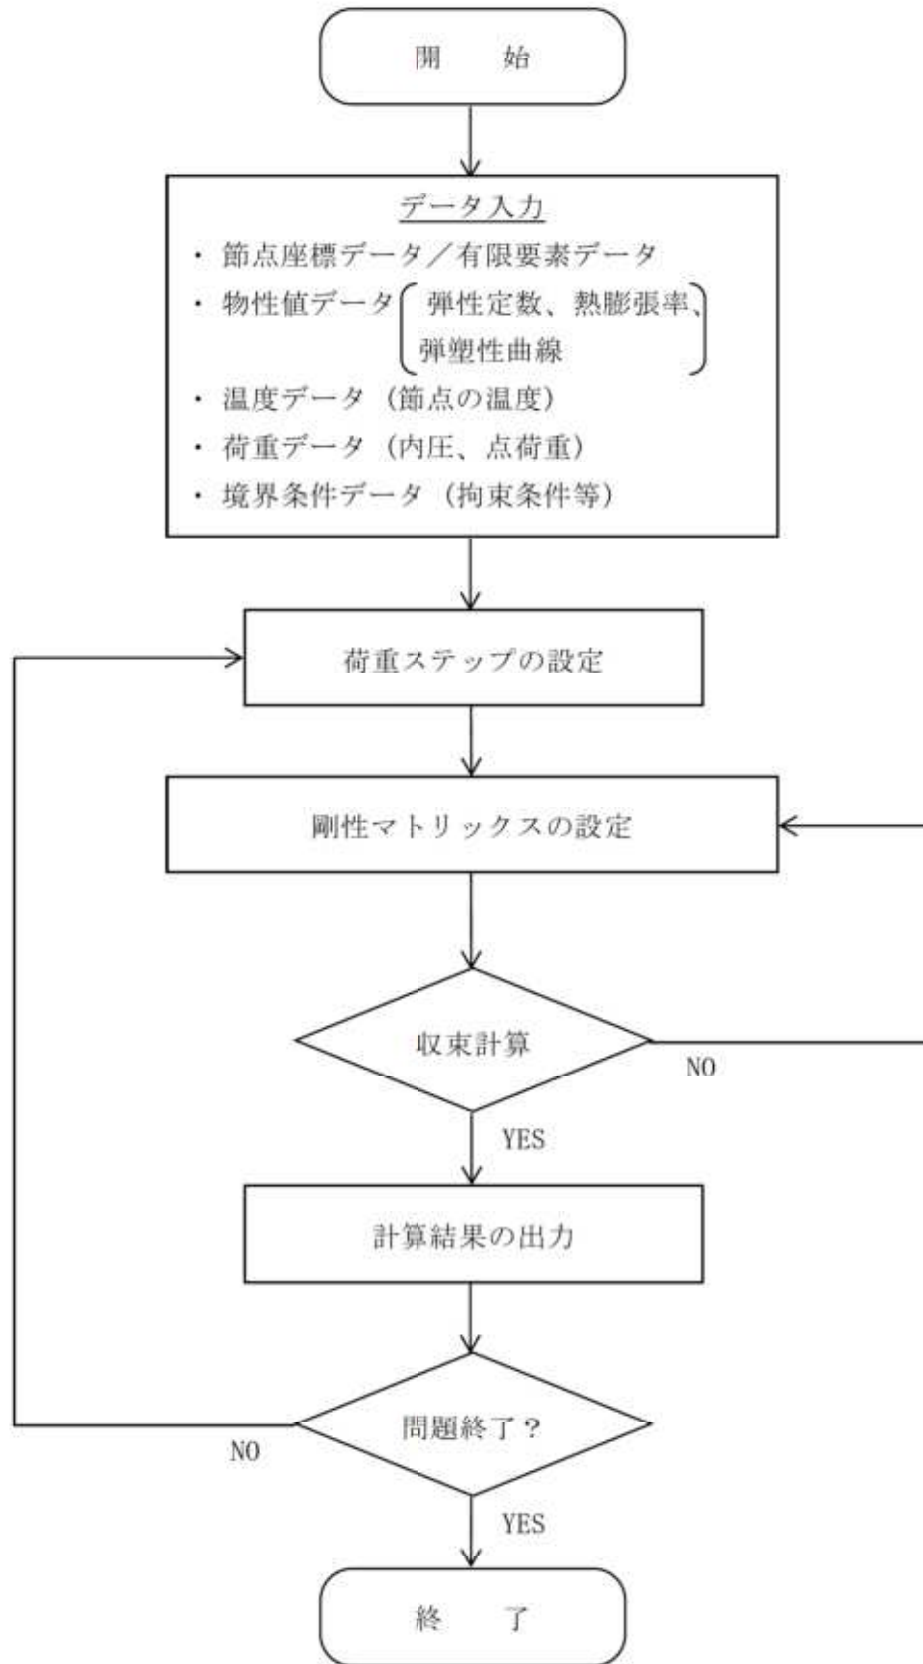 開　始
データ入力
・ 節点座標データ／有限要素データ
・ 物性値データ 弾性定数、熱膨張率、
弾塑性曲線
・ 温度データ (節点の温度)
・ 荷重データ (内圧、点荷重)
・ 境界条件データ (拘束条件等)
荷重ステップの設定
剛性マトリックスの設定
収束計算
NO
YES
計算結果の出力
問題終了？
NO
YES
終　了